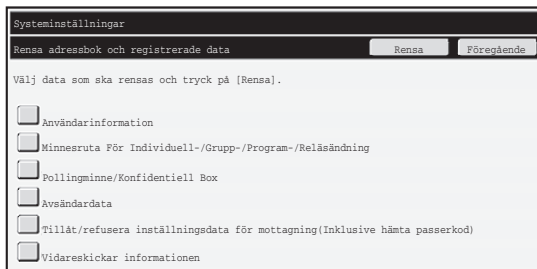 Systeminställningar
Rensa adressbok och registrerade data Rensa Föregående
Välj data som ska rensas och tryck på [Rensa].
Användarinformation
Minnesruta För Individuell-/Grupp-/Program-/Reläsändning
Pollingminne/Konfidentiell Box
Avsändardata
Tillåt/refusera inställningsdata för mottagning(Inklusive hämta passerkod)
Vidareskickar informationen